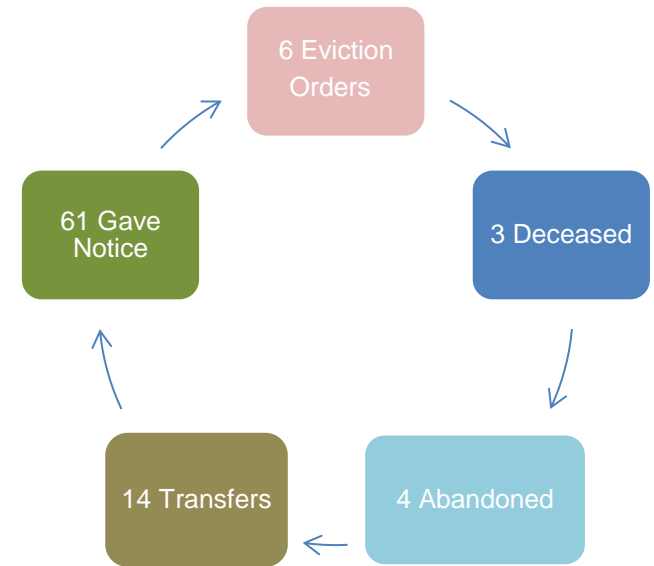 6 Eviction
Orders
3 Deceased
4 Abandoned
14 Transfers
61 Gave
Notice